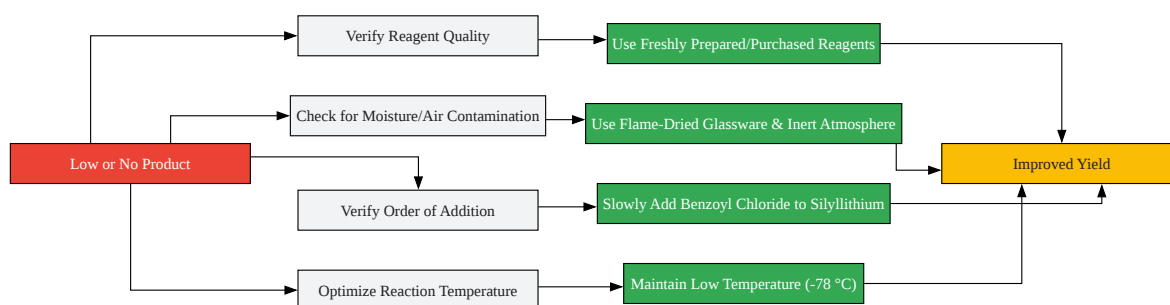 Verify Reagent Quality
Use Freshly Prepared/Purchased Reagents
Check for Moisture/Air Contamination
Use Flame-Dried Glassware & Inert Atmosphere
Low or No Product
Improved Yield
Verify Order of Addition
Slowly Add Benzoyl Chloride to Silyllithium
Optimize Reaction Temperature
Maintain Low Temperature (-78 °C)